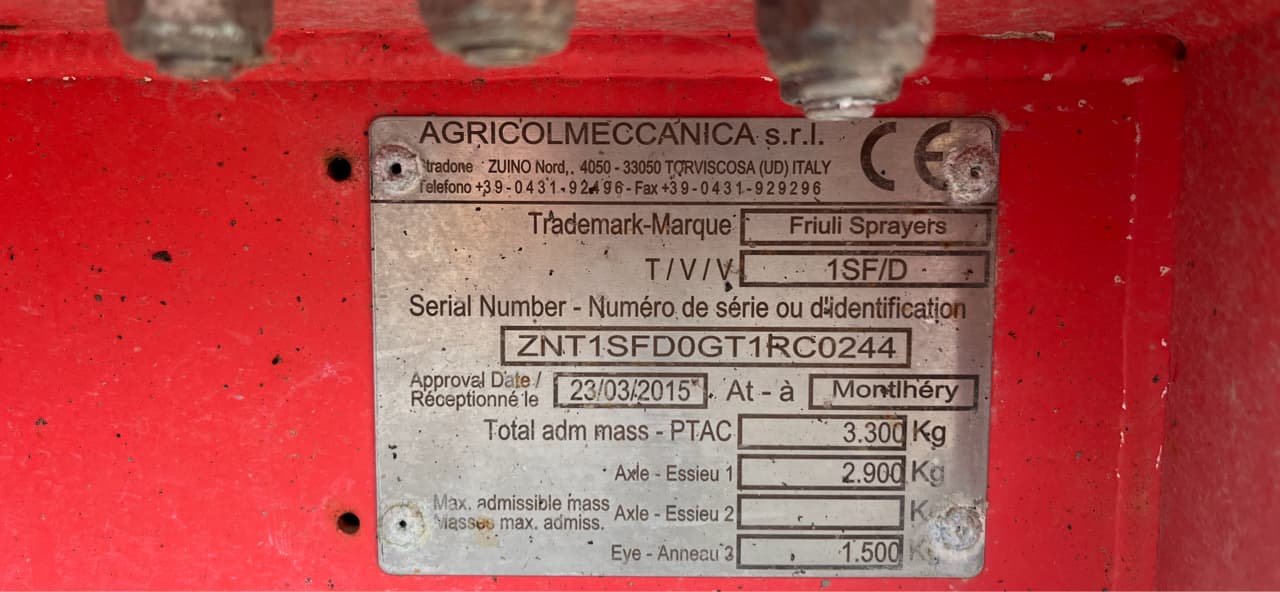 AGRICOLMECCANICA s.r.l. CE
Stradone ZUINO Nord,. 4050 - 33050 TORVISCOSA (UD) ITALY
Telefono +39-0431-92496 - Fax +39-0431-929296
Trademark-Marque Friuli Sprayers
T / V / V 1SF/D
Serial Number - Numéro de série ou d'identification
ZNT1SFD0GT1RC0244
Approval Date /
Réceptionné le 23/03/2015 At - à Montlhéry
Total adm mass - PTAC 3.300 Kg
Axle - Essieu 1 2.900 Kg
Max. admissible mass
Masses max. admiss. Axle - Essieu 2 Kg
Eye - Anneau 3 1.500 Kg